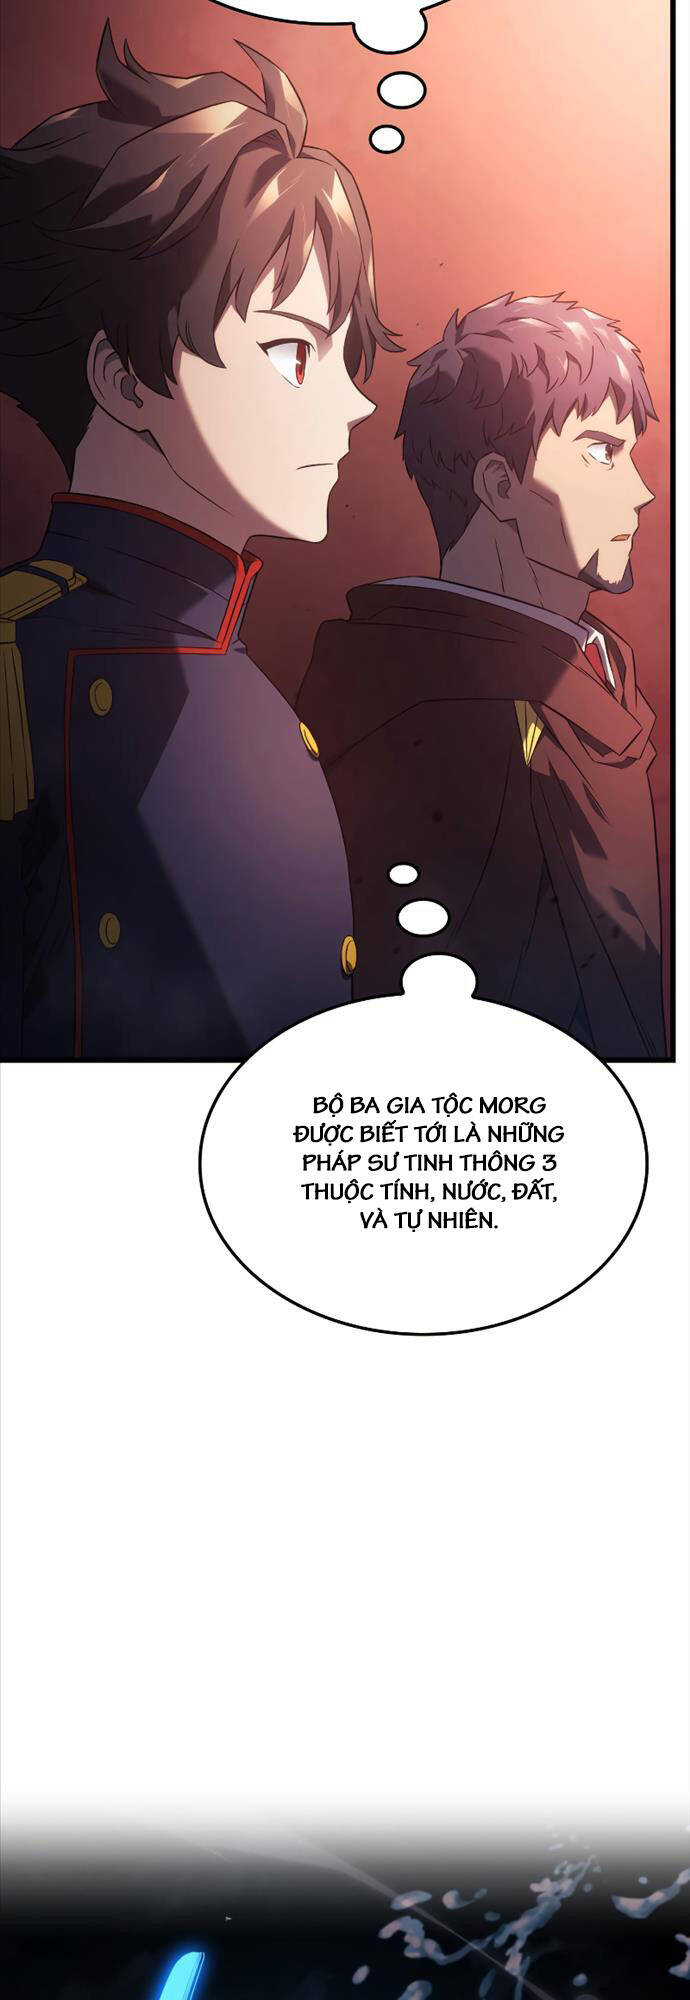 BỘ BA GIA TỘC MORG
ĐƯỢC BIẾT TỚI LÀ NHỮNG
PHÁP SƯ TINH THÔNG 3
THUỘC TÍNH, NƯỚC, ĐẤT,
VÀ TỰ NHIÊN.